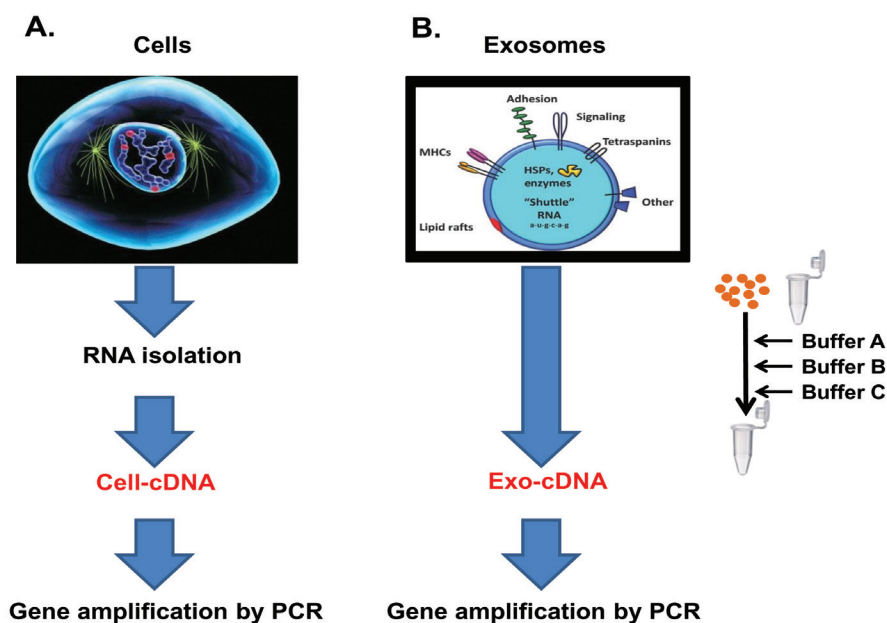 A.
Cells
RNA isolation
Cell-cDNA
Gene amplification by PCR
B.
Exosomes
Adhesion
Signaling
Tetraspanins
MHCs
HSPs,
enzymes
"Shuttle"
RNA
a-u-g-c-a-g
Other
Lipid rafts
Exo-cDNA
Gene amplification by PCR
Buffer A
Buffer B
Buffer C